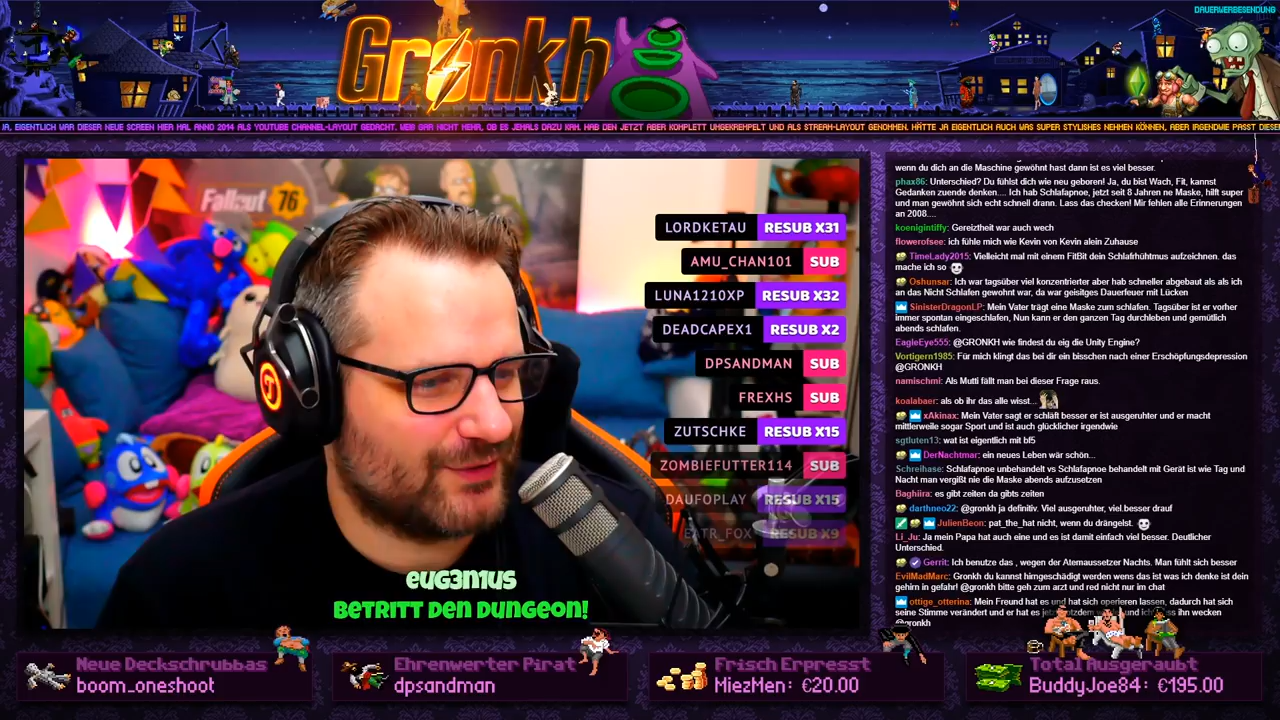 DAUERWERBESENDUNG
Gronkh
JA, EIGENTLICH WAR DIESER NEUE SCREEN HIER MAL ANNO 2014 ALS YOUTUBE CHANNEL-LAYOUT GEDACHT. WEIß GAR NICHT MEHR, OB ES JEMALS DAZU KAM. HAB DEN JETZT ABER KOMPLETT UMGEKREMPELT UND ALS STREAM-LAYOUT GENOMMEN. HÄTTE JA EIGENTLICH AUCH WAS SUPER STYLISHES NEHMEN KÖNNEN, ABER IRGENDWIE PASST DIESE
Fallout 76
LORDKETAU RESUB X31
AMU_CHAN101 SUB
LUNA1210XP RESUB X32
DEADCAPEX1 RESUB X2
DPSANDMAN SUB
FREXHS SUB
ZUTSCHKE RESUB X15
ZOMBIEFUTTER114 SUB
DAUFOPLAY RESUB X15
EATR_FOX RESUB X9
eug3n1us
BETRITT DEN DUNGEON!
wenn du dich an die Maschine gewöhnt hast dann ist es viel besser.
phax86: Unterschied? Du fühlst dich wie neu geboren! Ja, du bist Wach, Fit, kannst
Gedanken zuende denken.... Ich hab Schlafapnoe, jetzt seit 8 Jahren ne Maske, hilft super
und man gewöhnt sich echt schnell drann. Lass das checken! Mir fehlen alle Erinnerungen
an 2008....
koenigintiffy: Gereiztheit war auch wech
flowerofsee: ich fühle mich wie Kevin von Kevin alein Zuhause
TimeLady2015: Vielleicht mal mit einem FitBit dein Schlafrhühtmus aufzeichnen. das
mache ich so
Oshunsar: Ich war tagsüber viel konzentrierter aber hab schneller abgebaut als als ich
an das Nicht Schlafen gewohnt war, da war geisitges Dauerfeuer mit Lücken
SinisterDragonLP: Mein Vater trägt eine Maske zum schlafen. Tagsüber ist er vorher
immer spontan eingeschlafen, Nun kann er den ganzen Tag durchleben und gemütlich
abends schlafen.
EagleEye555: @GRONKH wie findest du eig die Unity Engine?
Vortigern1985: Für mich klingt das bei dir ein bisschen nach einer Erschöpfungsdepression
@GRONKH
namischmi: Als Mutti fällt man bei dieser Frage raus.
koalabaer: als ob ihr das alle wisst...
xAkinax: Mein Vater sagt er schläft besser er ist ausgeruhter und er macht
mittlerweile sogar Sport und ist auch glücklicher irgendwie
sgtluten13: wat ist eigentlich mit bf5
DerNachtmar: ein neues Leben wär schön...
Schreihase: Schlafapnoe unbehandelt vs Schlafapnoe behandelt mit Gerät ist wie Tag und
Nacht man vergißt nie die Maske abends aufzusetzen
Baghiira: es gibt zeiten da gibts zeiten
darthneo22: @gronkh ja definitiv. Viel ausgeruhter, viel.besser drauf
JulienBeon: pat_the_hat nicht, wenn du drängelst.
Li_Ju: Ja mein Papa hat auch eine und es ist damit einfach viel besser. Deutlicher
Unterschied.
Gerrit: Ich benutze das , wegen der Atemaussetzer Nachts. Man fühlt sich besser
EvilMadMarc: Gronkh du kannst hirngeschädigt werden wens das ist was ich denke ist dein
gehirn in gefahr! @gronkh bitte geh zum arzt und red nicht nur im chat
ottige_otterina: Mein Freund hat es und hat sich operieren lassen, dadurch hat sich
seine Stimme verändert und er hat es und ich ihn wecken
@gronkh
Neue Deckschrubbas
boom_oneshoot
Ehrenwerter Pirat
dpsandman
Frisch Erpresst
MiezMen: €20.00
Total Ausgeraubt
BuddyJoe84: €195.00